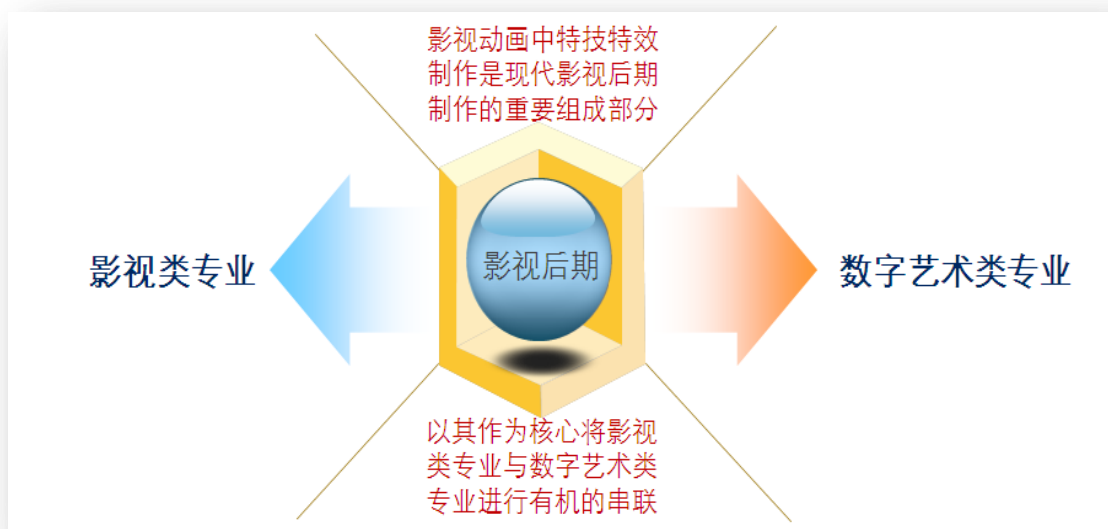 影视动画中特技特效
制作是现代影视后期
制作的重要组成部分
影视类专业
影视后期
数字艺术类专业
以其作为核心将影视
类专业与数字艺术类
专业进行有机的串联